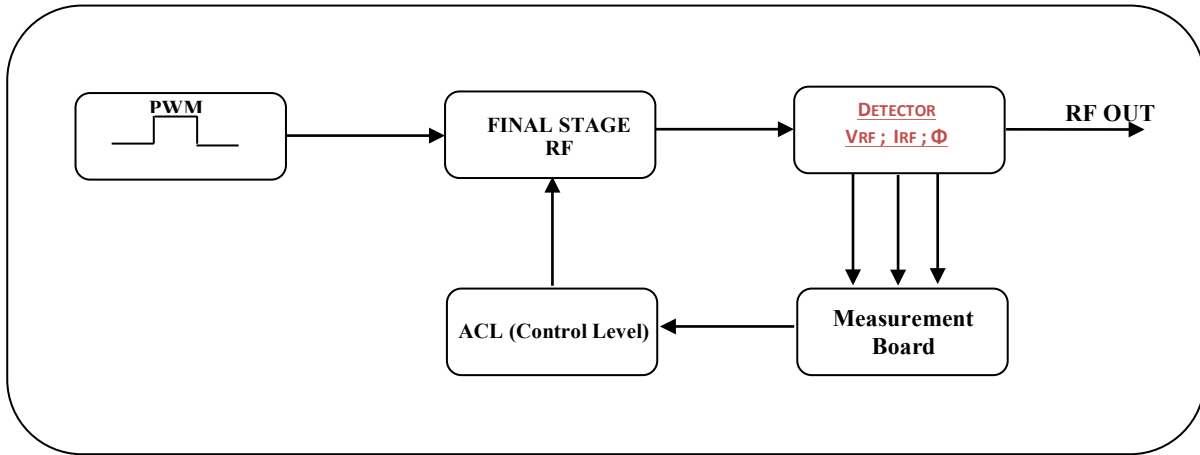 PWM
FINAL STAGE
RF
DETECTOR
VRF ; IRF ; Φ
RF OUT
ACL (Control Level)
Measurement
Board